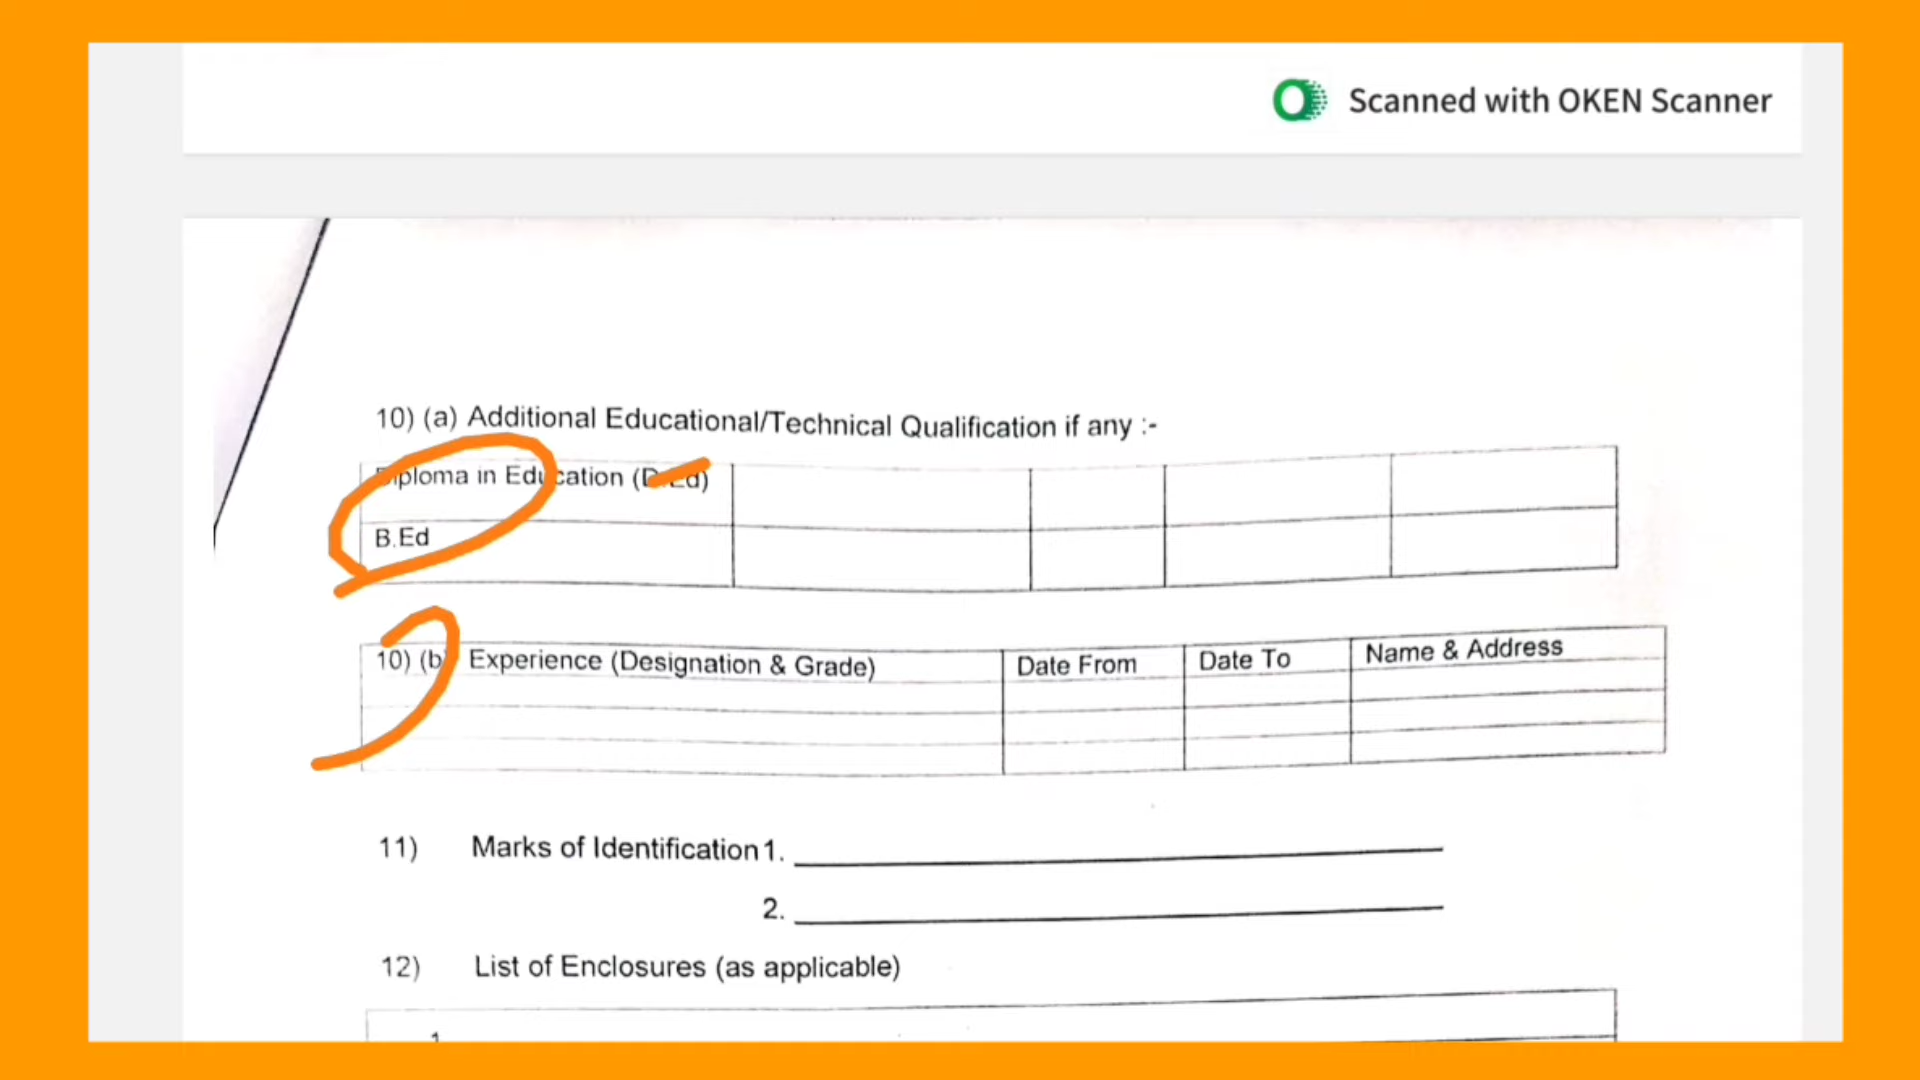 Scanned with OKEN Scanner
10) (a) Additional Educational/Technical Qualification if any :-
Diploma in Education (D.Ed)
B.Ed
10) (b) Experience (Designation & Grade) Date From Date To Name & Address
11) Marks of Identification 1.
2.
12) List of Enclosures (as applicable)